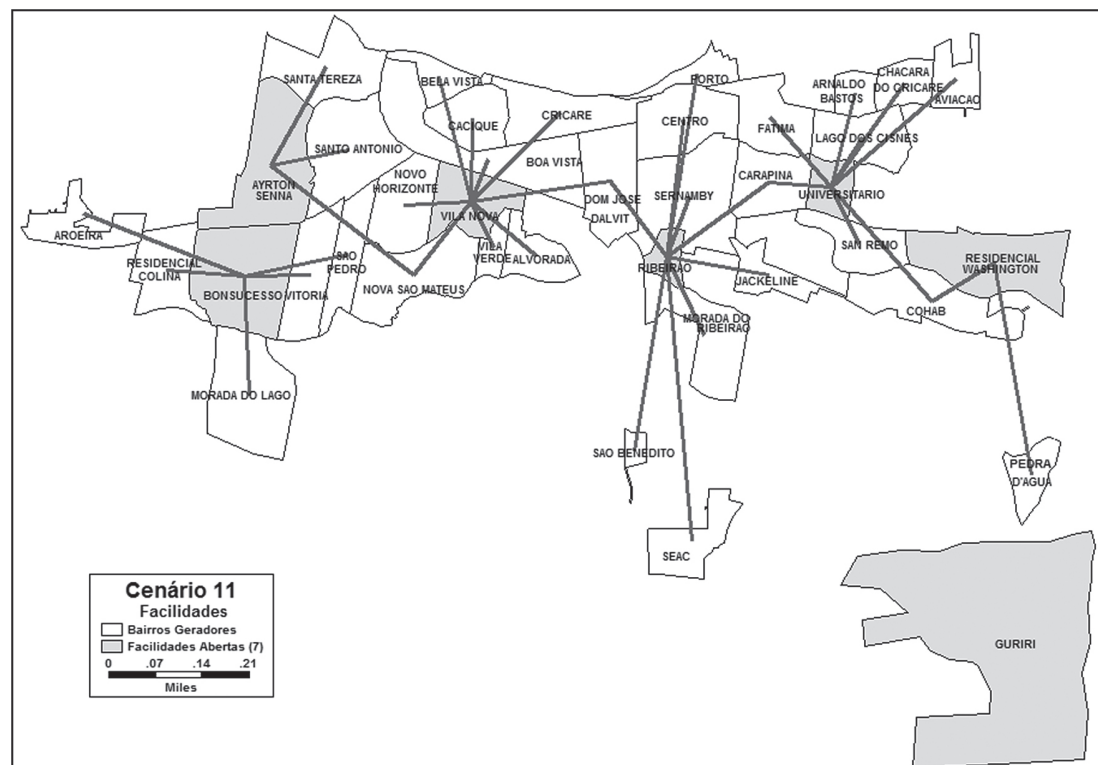 SANTA TEREZA
BELA VISTA
PORTO
ARNALDO
BASTOS
CHACARA
DO CRICARE
AVIACAO
CACIQUE
CRICARE
CENTRO
FATIMA
LAGO DOS CISNES
SANTO ANTONIO
NOVO
HORIZONTE
BOA VISTA
AYRTON
SENNA
CARAPINA
UNIVERSITARIO
SERNAMBY
DOM JOSE
DALVIT
VILA NOVA
AROEIRA
VILA
VERDE
ALVORADA
SAN REMO
RESIDENCIAL
COLINA
SAO
PEDRO
RIBEIRAO
RESIDENCIAL
WASHINGTON
BONSUCESSO
VITORIA
NOVA SAO MATEUS
JACKELINE
COHAB
MORADA DO
RIBEIRAO
MORADA DO LAGO
SAO BENEDITO
PEDRA
D'AGUA
SEAC
GURIRI
Cenário 11
Facilidades
Bairros Geradores
Facilidades Abertas (7)
0 .07 .14 .21
Miles